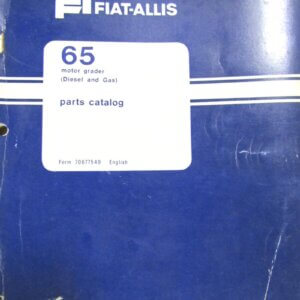 FIAT-ALLIS
65
motor grader
(Diesel and Gas)
parts catalog
Form 70677549 English